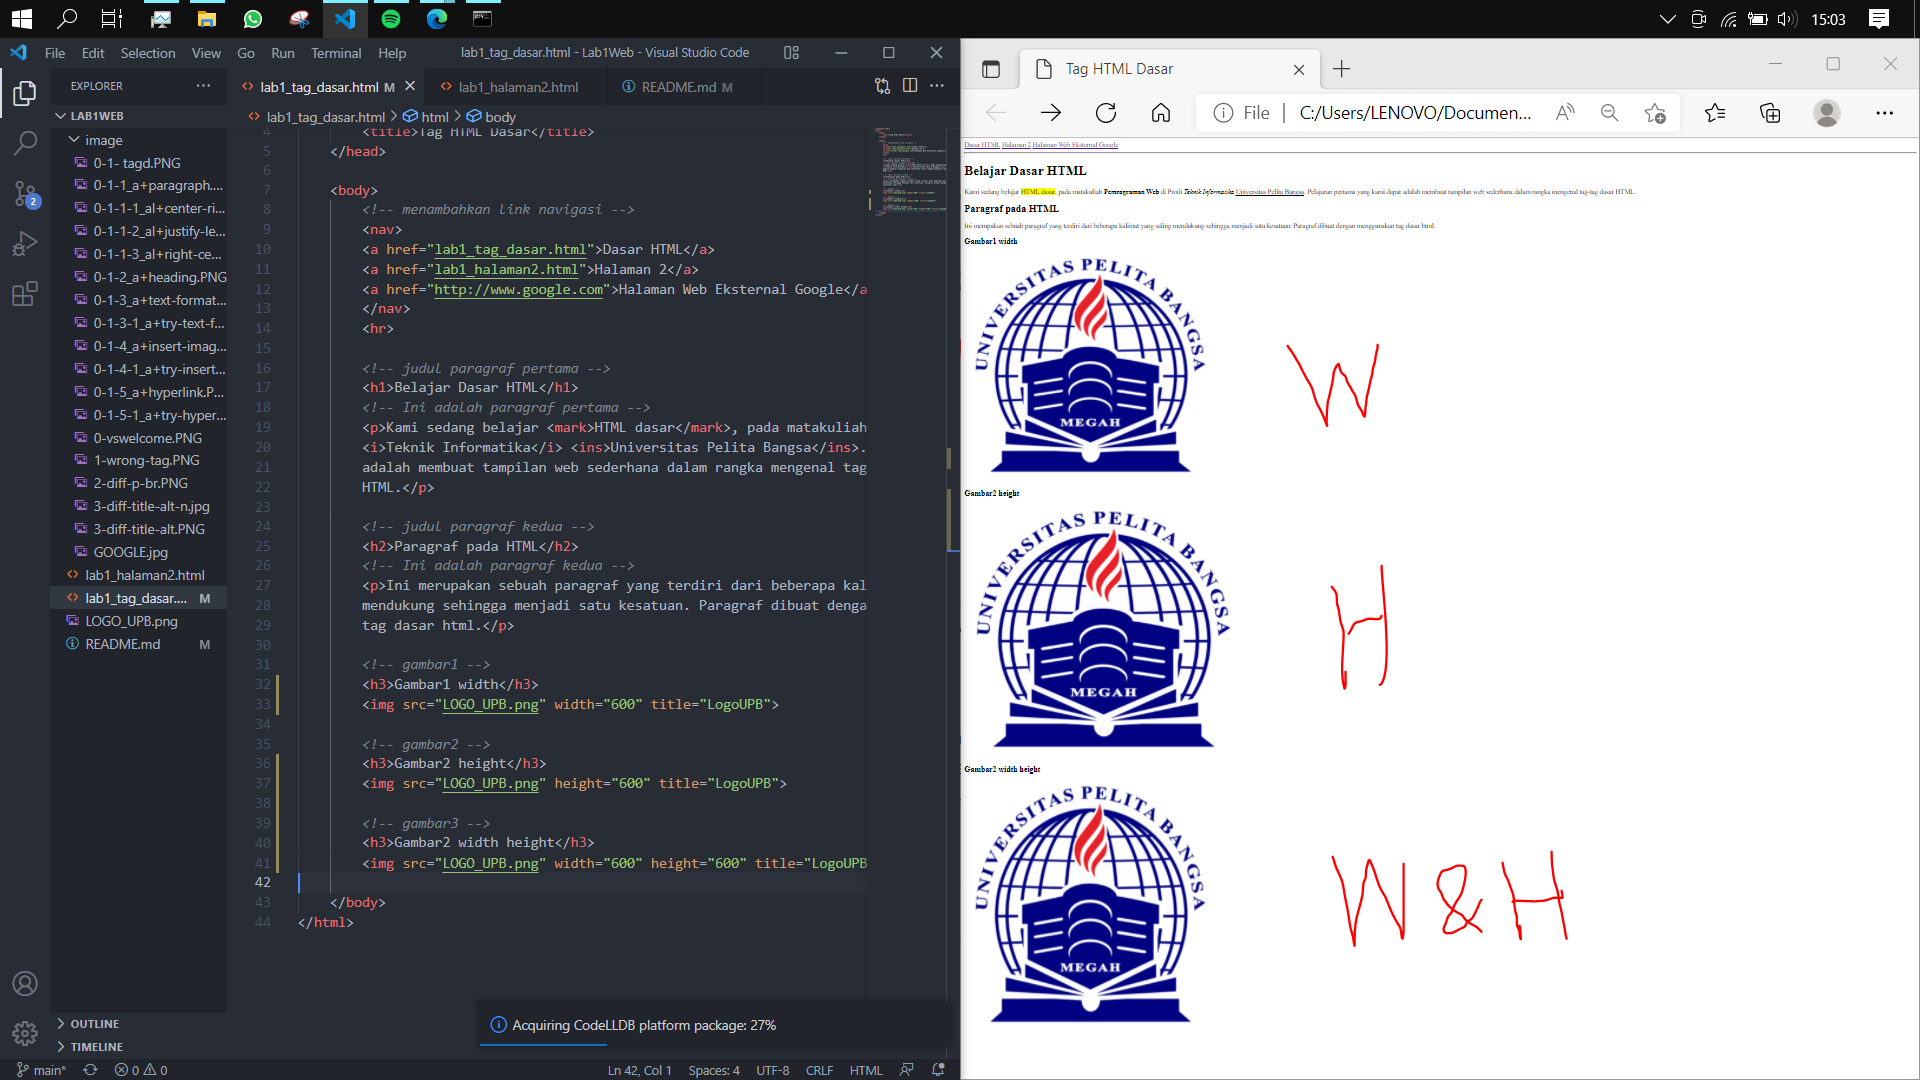 15:03
File Edit Selection View Go Run Terminal Help
lab1_tag_dasar.html - Lab1Web - Visual Studio Code
EXPLORER
LAB1WEB
image
0-1- tagd.PNG
0-1-1_a+paragraph....
0-1-1-1_al+center-ri...
0-1-1-2_al+justify-le...
0-1-1-3_al+right-ce...
0-1-2_a+heading.PNG
0-1-3_a+text-format...
0-1-3-1_a+try-text-f...
0-1-4_a+insert-imag...
0-1-4-1_a+try-insert...
0-1-5_a+hyperlink.P...
0-1-5-1_a+try-hyper...
0-vswelcome.PNG
1-wrong-tag.PNG
2-diff-p-br.PNG
3-diff-title-alt-n.jpg
3-diff-title-alt.PNG
GOOGLE.jpg
lab1_halaman2.html
lab1_tag_dasar.... M
LOGO_UPB.png
README.md M
OUTLINE
TIMELINE
2
lab1_tag_dasar.html M
lab1_halaman2.html
README.md M
lab1_tag_dasar.html > html > body
4 <title>Tag HTML Dasar</title>
5 </head>
6
7 <body>
8 <!-- menambahkan link navigasi -->
9 <nav>
10 <a href="lab1_tag_dasar.html">Dasar HTML</a>
11 <a href="lab1_halaman2.html">Halaman 2</a>
12 <a href="http://www.google.com">Halaman Web Eksternal Google</a
13 </nav>
14 <hr>
15
16 <!-- judul paragraf pertama -->
17 <h1>Belajar Dasar HTML</h1>
18 <!-- Ini adalah paragraf pertama -->
19 <p>Kami sedang belajar <mark>HTML dasar</mark>, pada matakuliah
20 <i>Teknik Informatika</i> <ins>Universitas Pelita Bangsa</ins>.
21 adalah membuat tampilan web sederhana dalam rangka mengenal tag
22 HTML.</p>
23
24 <!-- judul paragraf kedua -->
25 <h2>Paragraf pada HTML</h2>
26 <!-- Ini adalah paragraf kedua -->
27 <p>Ini merupakan sebuah paragraf yang terdiri dari beberapa kal
28 mendukung sehingga menjadi satu kesatuan. Paragraf dibuat denga
29 tag dasar html.</p>
30
31 <!-- gambar1 -->
32 <h3>Gambar1 width</h3>
33 <img src="LOGO_UPB.png" width="600" title="LogoUPB">
34
35 <!-- gambar2 -->
36 <h3>Gambar2 height</h3>
37 <img src="LOGO_UPB.png" height="600" title="LogoUPB">
38
39 <!-- gambar3 -->
40 <h3>Gambar2 width height</h3>
41 <img src="LOGO_UPB.png" width="600" height="600" title="LogoUPB
42
43 </body>
44 </html>
Acquiring CodeLLDB platform package: 27%
main* 0 0 Ln 42, Col 1 Spaces: 4 UTF-8 CRLF HTML
Tag HTML Dasar
File C:/Users/LENOVO/Documen...
Dasar HTML Halaman 2 Halaman Web Eksternal Google
Belajar Dasar HTML
Kami sedang belajar HTML dasar, pada matakuliah Pemrograman Web di Prodi Teknik Informatika Universitas Pelita Bangsa. Pelajaran pertama yang kami dapat adalah membuat tampilan web sederhana dalam rangka mengenal tag-tag dasar HTML.
Paragraf pada HTML
Ini merupakan sebuah paragraf yang terdiri dari beberapa kalimat yang saling mendukung sehingga menjadi satu kesatuan. Paragraf dibuat dengan menggunakan tag dasar html.
Gambar1 width
UNIVERSITAS PELITA BANGSA
MEGAH
W
Gambar2 height
UNIVERSITAS PELITA BANGSA
MEGAH
H
Gambar2 width height
UNIVERSITAS PELITA BANGSA
MEGAH
W & H